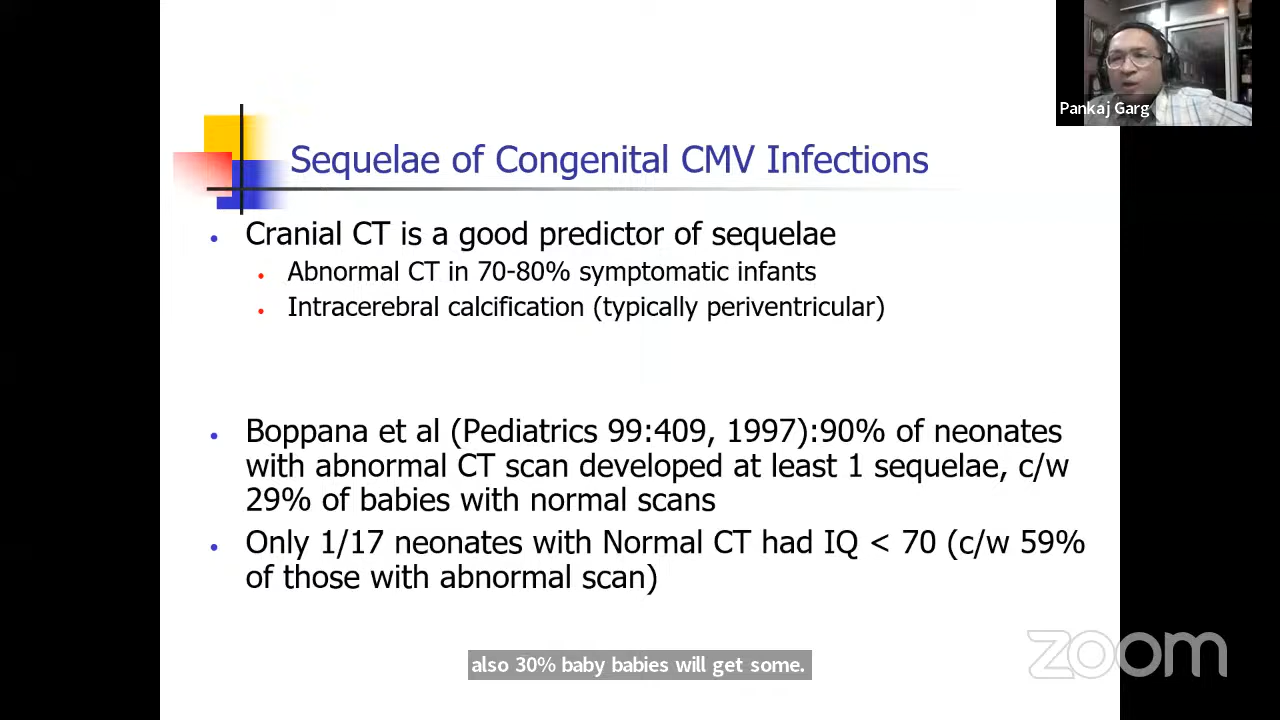 Pankaj Garg
Sequelae of Congenital CMV Infections
• Cranial CT is a good predictor of sequelae
• Abnormal CT in 70-80% symptomatic infants
• Intracerebral calcification (typically periventricular)
• Boppana et al (Pediatrics 99:409, 1997):90% of neonates
with abnormal CT scan developed at least 1 sequelae, c/w
29% of babies with normal scans
• Only 1/17 neonates with Normal CT had IQ < 70 (c/w 59%
of those with abnormal scan)
also 30% baby babies will get some.
zoom